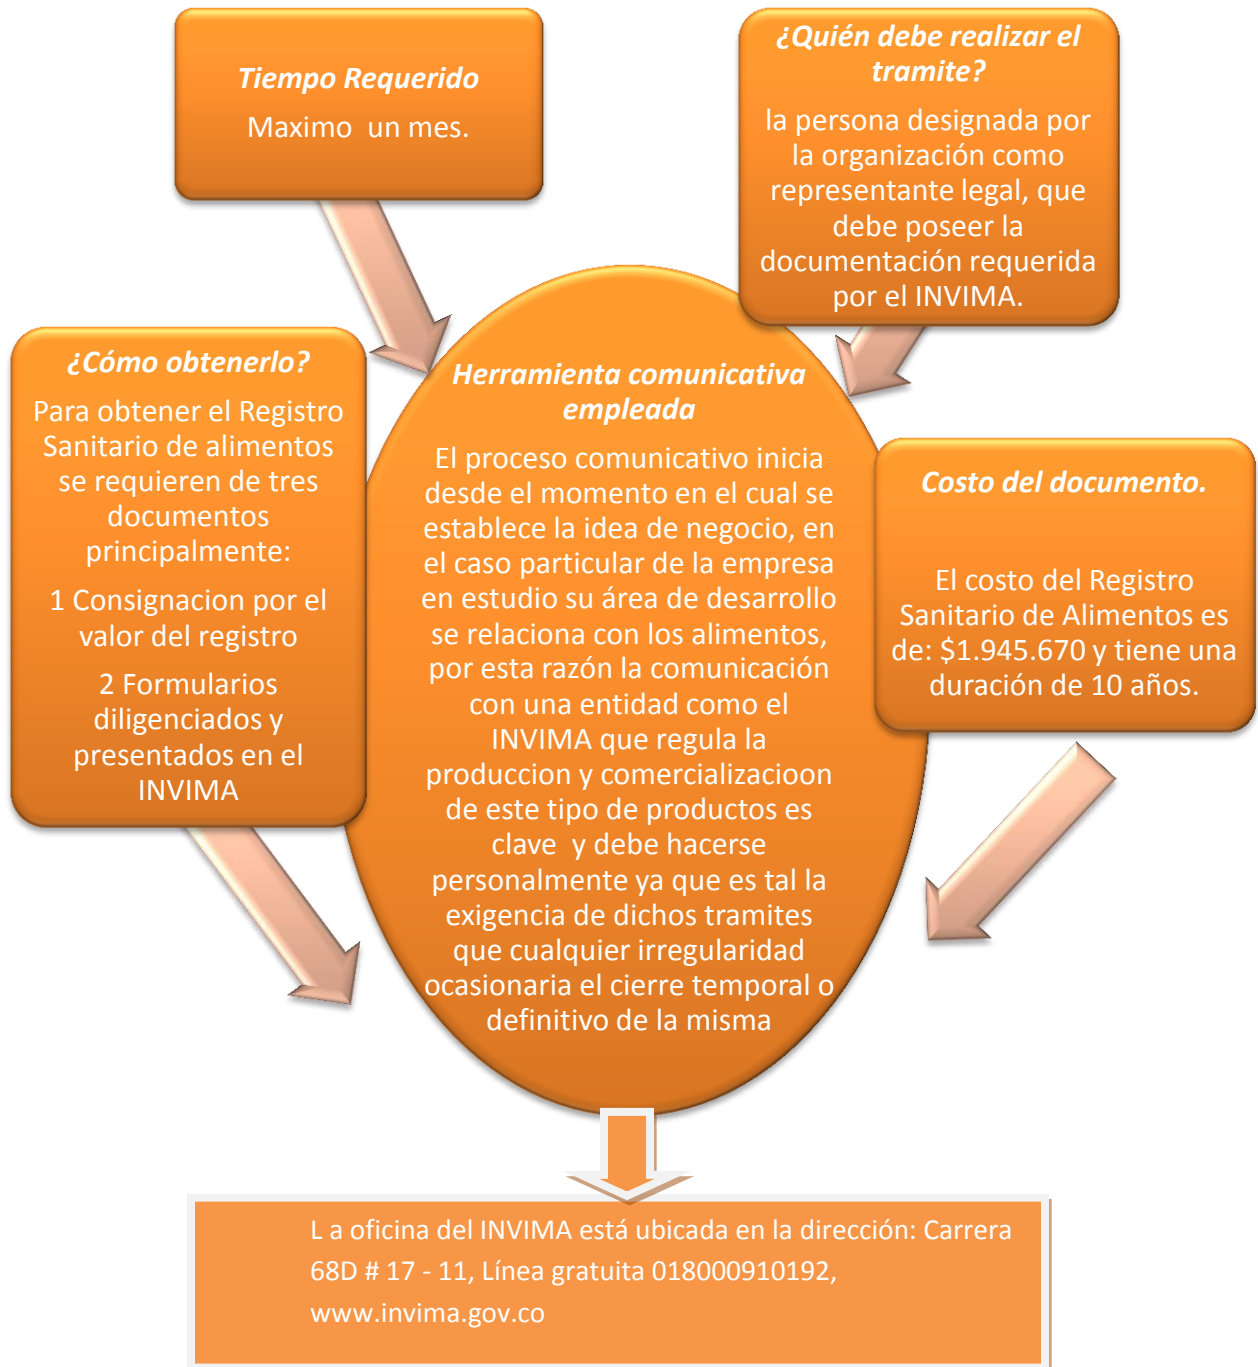 Tiempo Requerido
Maximo un mes.
¿Quién debe realizar el
tramite?
la persona designada por
la organización como
representante legal, que
debe poseer la
documentación requerida
por el INVIMA.
¿Cómo obtenerlo?
Para obtener el Registro
Sanitario de alimentos
se requieren de tres
documentos
principalmente:
1 Consignacion por el
valor del registro
2 Formularios
diligenciados y
presentados en el
INVIMA
Herramienta comunicativa
empleada
El proceso comunicativo inicia
desde el momento en el cual se
establece la idea de negocio, en
el caso particular de la empresa
en estudio su área de desarrollo
se relaciona con los alimentos,
por esta razón la comunicación
con una entidad como el
INVIMA que regula la
produccion y comercializacioon
de este tipo de productos es
clave y debe hacerse
personalmente ya que es tal la
exigencia de dichos tramites
que cualquier irregularidad
ocasionaria el cierre temporal o
definitivo de la misma
Costo del documento.
El costo del Registro
Sanitario de Alimentos es
de: $1.945.670 y tiene una
duración de 10 años.
L a oficina del INVIMA está ubicada en la dirección: Carrera
68D # 17 - 11, Línea gratuita 018000910192,
www.invima.gov.co